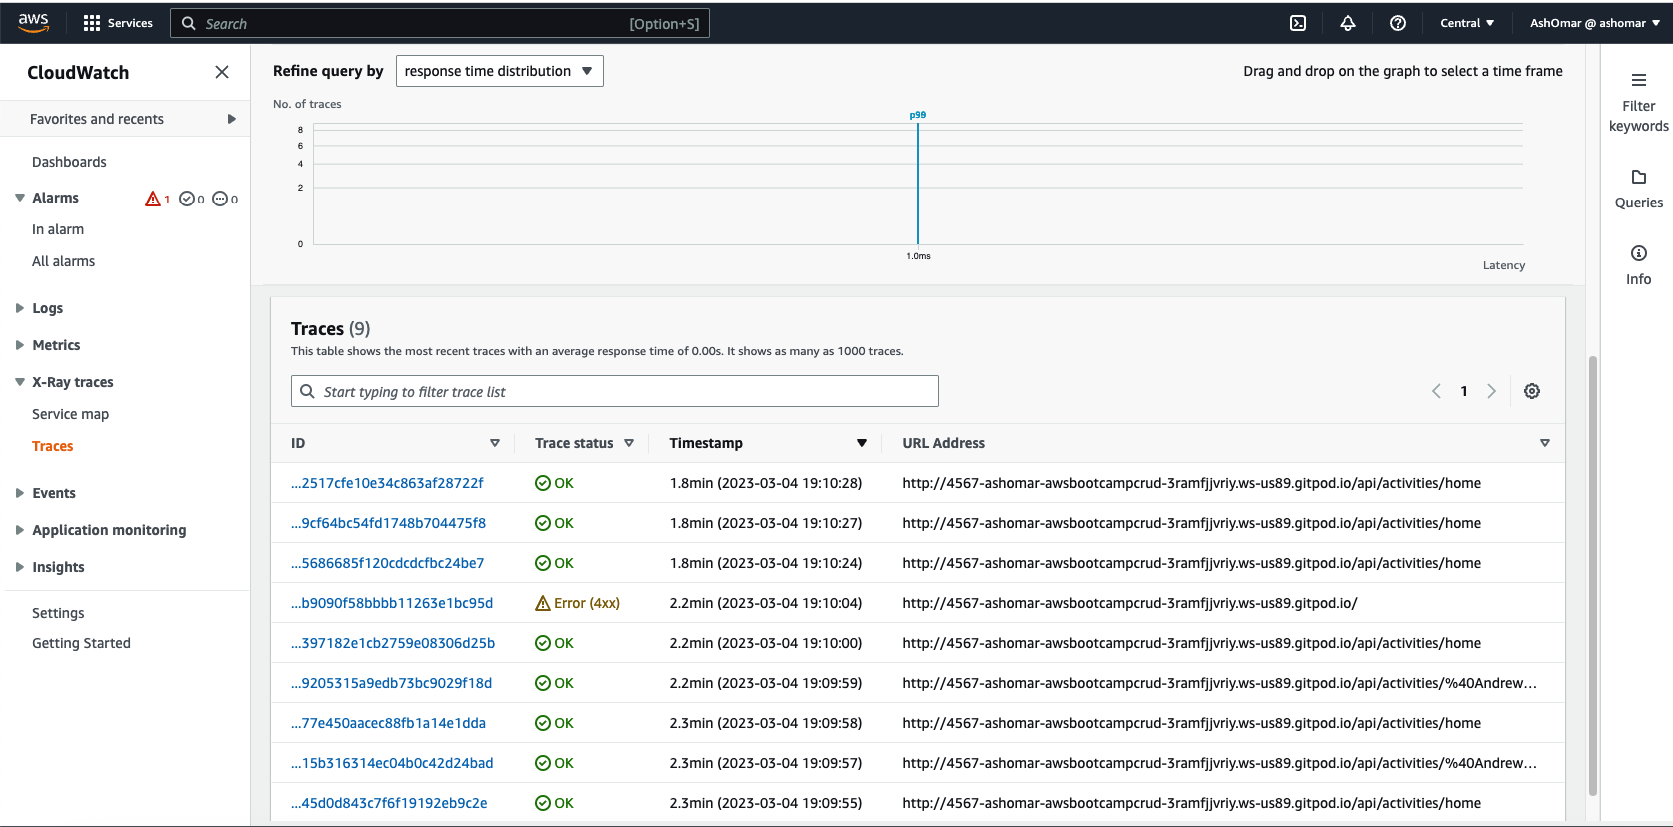 aws
Services
Search
[Option+S]
Central
AshOmar @ ashomar
CloudWatch
Favorites and recents
Dashboards
Alarms
1
0
0
In alarm
All alarms
Logs
Metrics
X-Ray traces
Service map
Traces
Events
Application monitoring
Insights
Settings
Getting Started
Refine query by response time distribution
Drag and drop on the graph to select a time frame
No. of traces
p99
8
6
4
2
0
1.0ms
Latency
Traces (9)
This table shows the most recent traces with an average response time of 0.00s. It shows as many as 1000 traces.
Start typing to filter trace list
1
ID Trace status Timestamp URL Address
...2517cfe10e34c863af28722f OK 1.8min (2023-03-04 19:10:28) http://4567-ashomar-awsbootcampcrud-3ramfjjvriy.ws-us89.gitpod.io/api/activities/home
...9cf64bc54fd1748b704475f8 OK 1.8min (2023-03-04 19:10:27) http://4567-ashomar-awsbootcampcrud-3ramfjjvriy.ws-us89.gitpod.io/api/activities/home
...5686685f120cdcdcfbc24be7 OK 1.8min (2023-03-04 19:10:24) http://4567-ashomar-awsbootcampcrud-3ramfjjvriy.ws-us89.gitpod.io/api/activities/home
...b9090f58bbbb11263e1bc95d Error (4xx) 2.2min (2023-03-04 19:10:04) http://4567-ashomar-awsbootcampcrud-3ramfjjvriy.ws-us89.gitpod.io/
...397182e1cb2759e08306d25b OK 2.2min (2023-03-04 19:10:00) http://4567-ashomar-awsbootcampcrud-3ramfjjvriy.ws-us89.gitpod.io/api/activities/home
...9205315a9edb73bc9029f18d OK 2.2min (2023-03-04 19:09:59) http://4567-ashomar-awsbootcampcrud-3ramfjjvriy.ws-us89.gitpod.io/api/activities/%40Andrew...
...77e450aacec88fb1a14e1dda OK 2.3min (2023-03-04 19:09:58) http://4567-ashomar-awsbootcampcrud-3ramfjjvriy.ws-us89.gitpod.io/api/activities/home
...15b316314ec04b0c42d24bad OK 2.3min (2023-03-04 19:09:57) http://4567-ashomar-awsbootcampcrud-3ramfjjvriy.ws-us89.gitpod.io/api/activities/%40Andrew...
...45d0d843c7f6f19192eb9c2e OK 2.3min (2023-03-04 19:09:55) http://4567-ashomar-awsbootcampcrud-3ramfjjvriy.ws-us89.gitpod.io/api/activities/home
Filter
keywords
Queries
Info